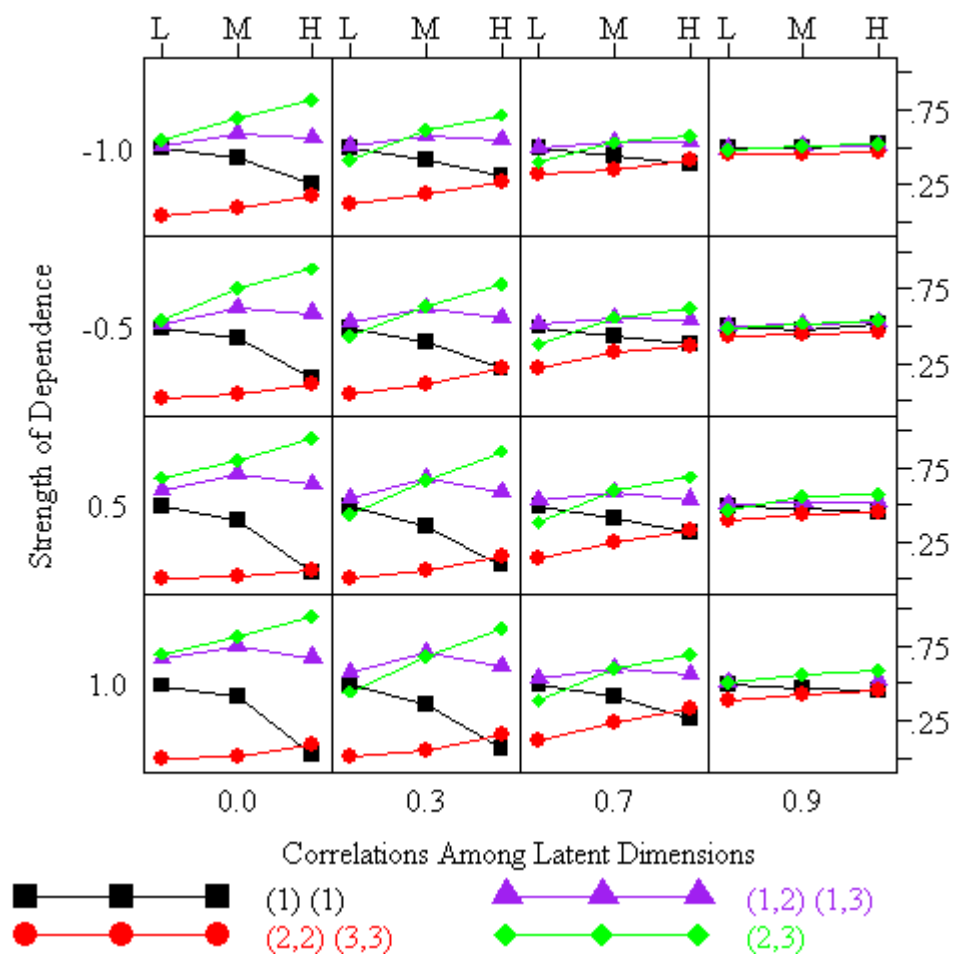 L M H L M H L M H L M H
-1.0 .75
.25
-0.5 .75
.25
0.5 .75
.25
1.0 .75
.25
Strength of Dependence
0.0 0.3 0.7 0.9
Correlations Among Latent Dimensions
(1) (1) (1,2) (1,3)
(2,2) (3,3) (2,3)